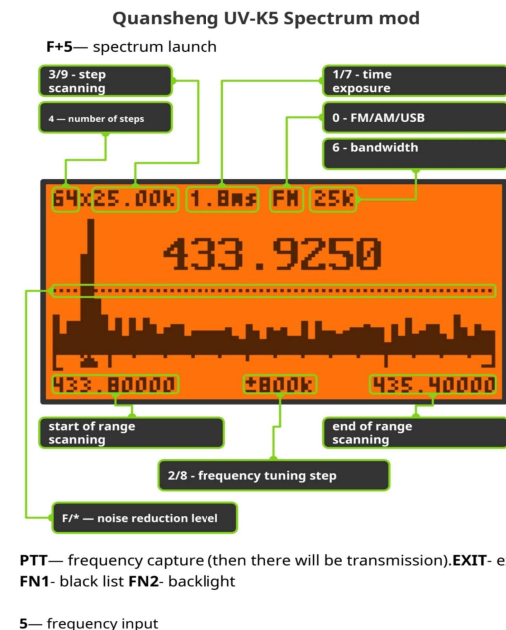 Quansheng UV-K5 Spectrum mod
F+5— spectrum launch
3/9 - step
scanning
1/7 - time
exposure
4 — number of steps
0 - FM/AM/USB
6 - bandwidth
64x25.00k 1.8ms FM 25k
433.9250
433.80000 ±800k 435.40000
start of range
scanning
end of range
scanning
2/8 - frequency tuning step
F/* — noise reduction level
PTT— frequency capture (then there will be transmission).EXIT- e
FN1- black list FN2- backlight
5— frequency input